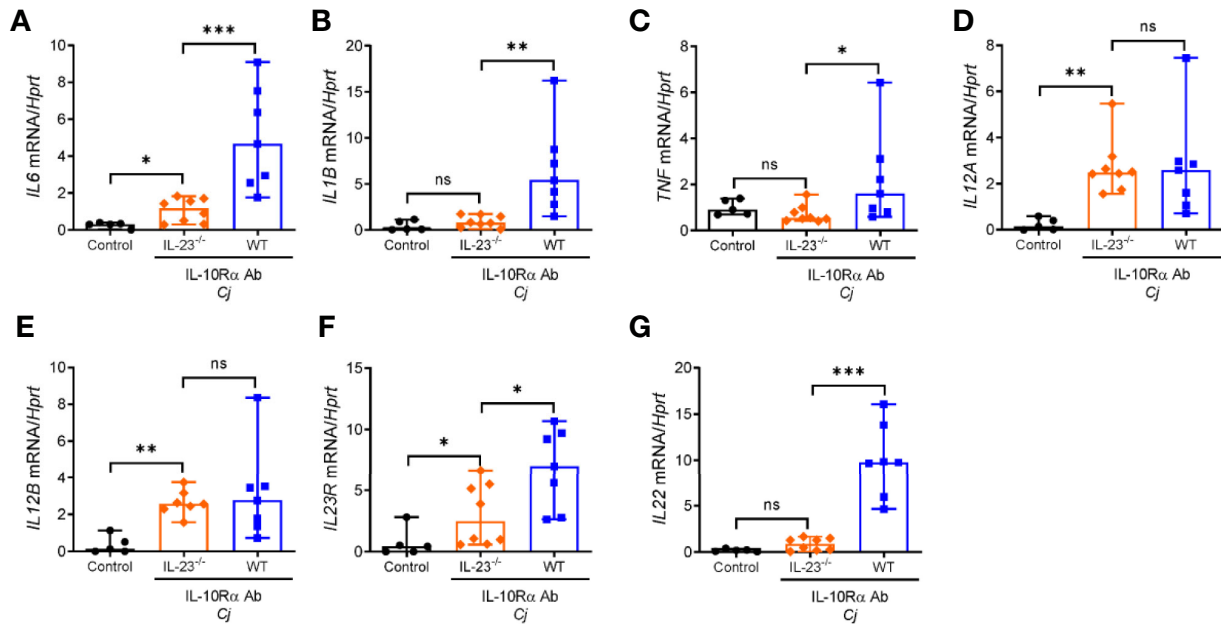 A
IL6 mRNA/Hprt
10
8
6
4
2
0
*
***
Control
IL-23-/-
WT
IL-10Rα Ab
Cj
B
IL1B mRNA/Hprt
20
15
10
5
0
ns
**
Control
IL-23-/-
WT
IL-10Rα Ab
Cj
C
TNF mRNA/Hprt
8
6
4
2
0
ns
*
Control
IL-23-/-
WT
IL-10Rα Ab
Cj
D
IL12A mRNA/Hprt
8
6
4
2
0
**
ns
Control
IL-23-/-
WT
IL-10Rα Ab
Cj
E
IL12B mRNA/Hprt
10
8
6
4
2
0
**
ns
Control
IL-23-/-
WT
IL-10Rα Ab
Cj
F
IL23R mRNA/Hprt
15
10
5
0
*
*
Control
IL-23-/-
WT
IL-10Rα Ab
Cj
G
IL22 mRNA/Hprt
20
15
10
5
0
ns
***
Control
IL-23-/-
WT
IL-10Rα Ab
Cj